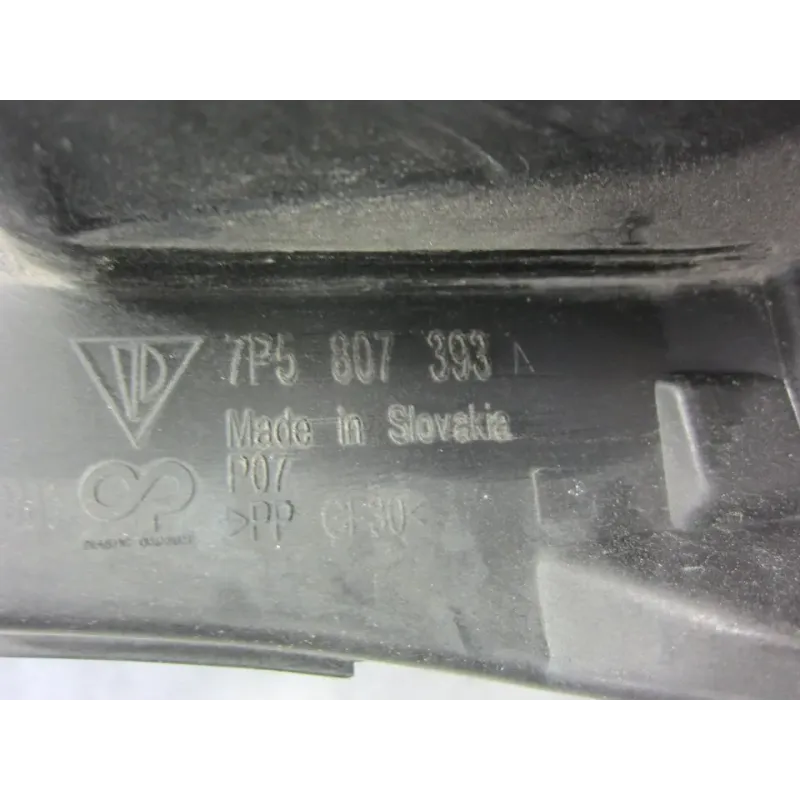 7P5 807 393 A
Made in Slovakia
P07
>PP GF30<